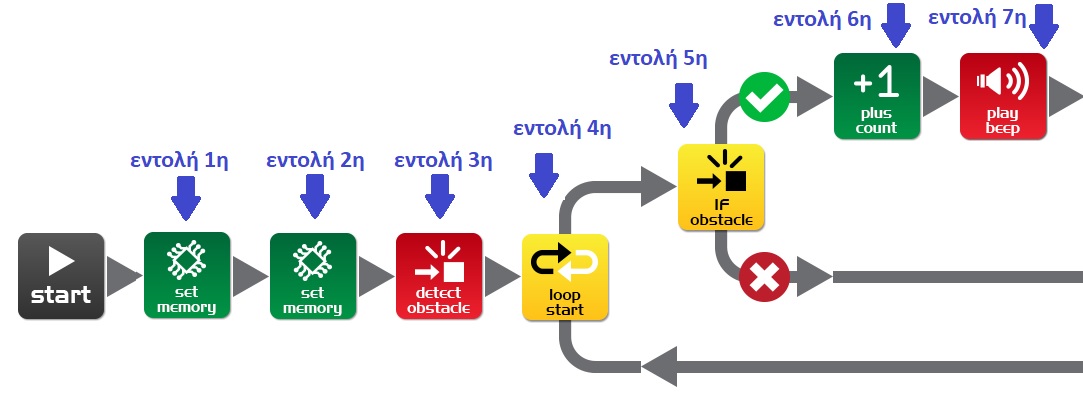 εντολή 6η
εντολή 7η
εντολή 5η
+1
plus
count
play
beep
εντολή 4η
εντολή 1η
εντολή 2η
εντολή 3η
IF
obstacle
start
set
memory
set
memory
detect
obstacle
loop
start